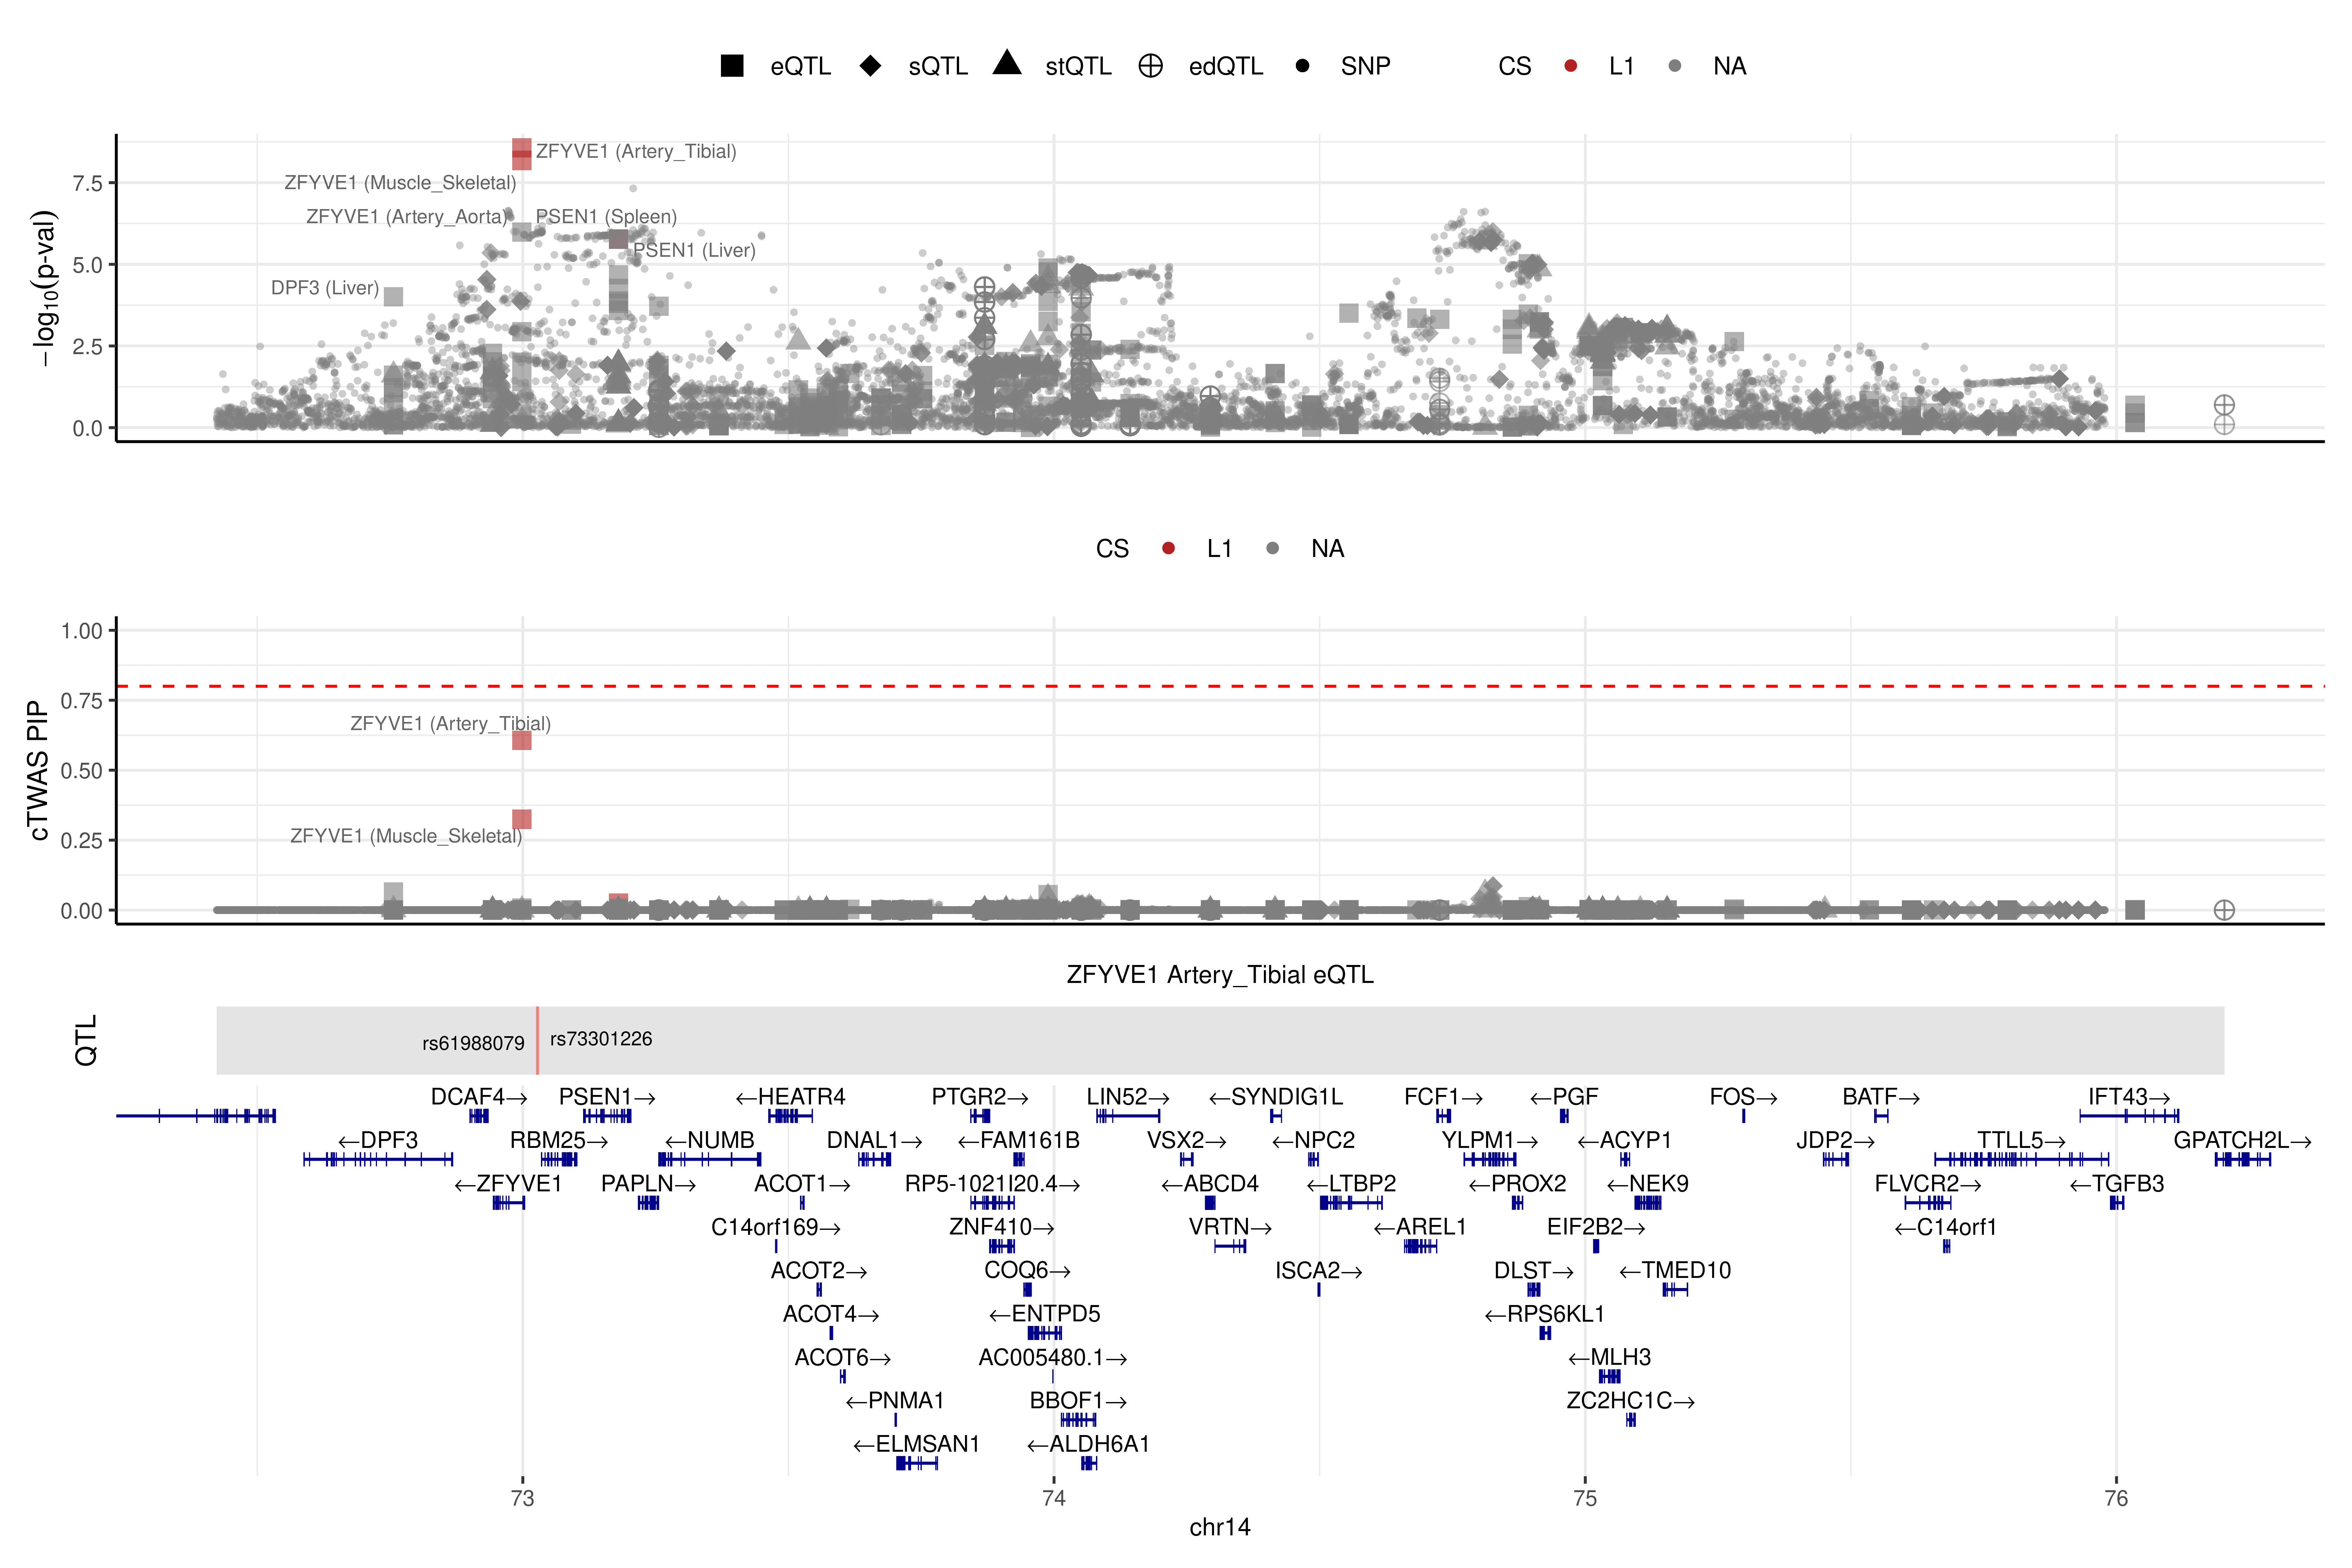 eQTL sQTL stQTL edQTL SNP CS L1 NA
−log10(p-val)
7.5
5.0
2.5
0.0
ZFYVE1 (Artery_Tibial)
ZFYVE1 (Muscle_Skeletal)
ZFYVE1 (Artery_Aorta)
PSEN1 (Spleen)
PSEN1 (Liver)
DPF3 (Liver)
CS L1 NA
cTWAS PIP
1.00
0.75
0.50
0.25
0.00
ZFYVE1 (Artery_Tibial)
ZFYVE1 (Muscle_Skeletal)
ZFYVE1 Artery_Tibial eQTL
QTL
rs61988079
rs73301226
DCAF4→ PSEN1→ ←HEATR4 PTGR2→ LIN52→ ←SYNDIG1L FCF1→ ←PGF FOS→ BATF→ IFT43→
←DPF3 RBM25→ ←NUMB DNAL1→ ←FAM161B VSX2→ ←NPC2 YLPM1→ ←ACYP1 JDP2→ TTLL5→ GPATCH2L→
←ZFYVE1 PAPLN→ ACOT1→ RP5-1021I20.4→ ←ABCD4 ←LTBP2 ←PROX2 ←NEK9 FLVCR2→ ←TGFB3
C14orf169→ ZNF410→ VRTN→ ←AREL1 EIF2B2→ ←C14orf1
ACOT2→ COQ6→ ISCA2→ DLST→ ←TMED10
ACOT4→ ←ENTPD5 ←RPS6KL1
ACOT6→ AC005480.1→ ←MLH3
←PNMA1 BBOF1→ ZC2HC1C→
←ELMSAN1 ←ALDH6A1
73 74 75 76
chr14